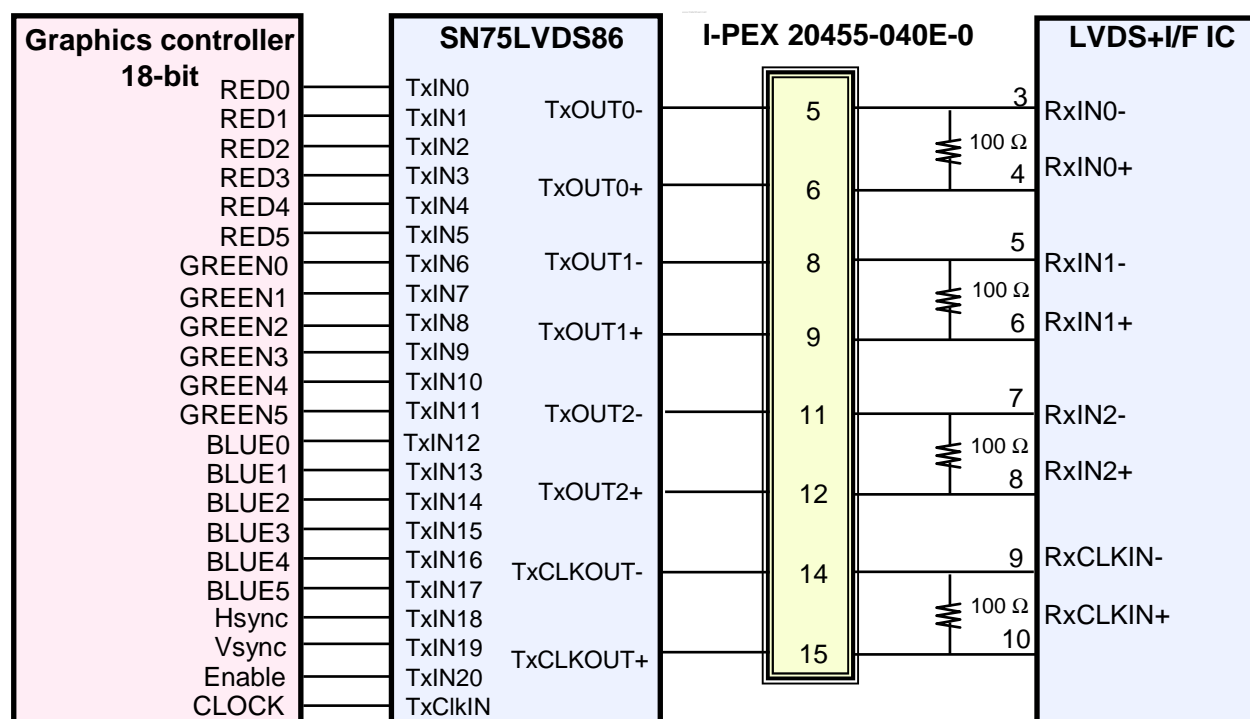 Graphics controller
18-bit
RED0
RED1
RED2
RED3
RED4
RED5
GREEN0
GREEN1
GREEN2
GREEN3
GREEN4
GREEN5
BLUE0
BLUE1
BLUE2
BLUE3
BLUE4
BLUE5
Hsync
Vsync
Enable
CLOCK
SN75LVDS86
TxIN0
TxIN1
TxIN2
TxIN3
TxIN4
TxIN5
TxIN6
TxIN7
TxIN8
TxIN9
TxIN10
TxIN11
TxIN12
TxIN13
TxIN14
TxIN15
TxIN16
TxIN17
TxIN18
TxIN19
TxIN20
TxClkIN
TxOUT0-
TxOUT0+
TxOUT1-
TxOUT1+
TxOUT2-
TxOUT2+
TxCLKOUT-
TxCLKOUT+
I-PEX 20455-040E-0
5
6
8
9
11
12
14
15
3
100 Ω
4
5
100 Ω
6
7
100 Ω
8
9
100 Ω
10
LVDS+I/F IC
RxIN0-
RxIN0+
RxIN1-
RxIN1+
RxIN2-
RxIN2+
RxCLKIN-
RxCLKIN+